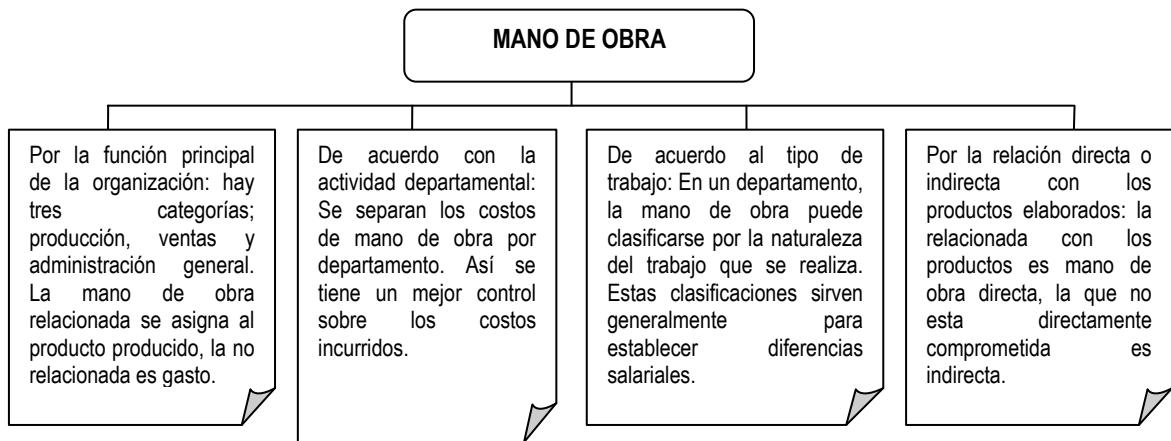 MANO DE OBRA
Por la función principal
de la organización: hay
tres categorías;
producción, ventas y
administración general.
La mano de obra
relacionada se asigna al
producto producido, la no
relacionada es gasto.
De acuerdo con la
actividad departamental:
Se separan los costos
de mano de obra por
departamento. Así se
tiene un mejor control
sobre los costos
incurridos.
De acuerdo al tipo de
trabajo: En un departamento,
la mano de obra puede
clasificarse por la naturaleza
del trabajo que se realiza.
Estas clasificaciones sirven
generalmente para
establecer diferencias
salariales.
Por la relación directa o
indirecta con los
productos elaborados: la
relacionada con los
productos es mano de
obra directa, la que no
esta directamente
comprometida es
indirecta.